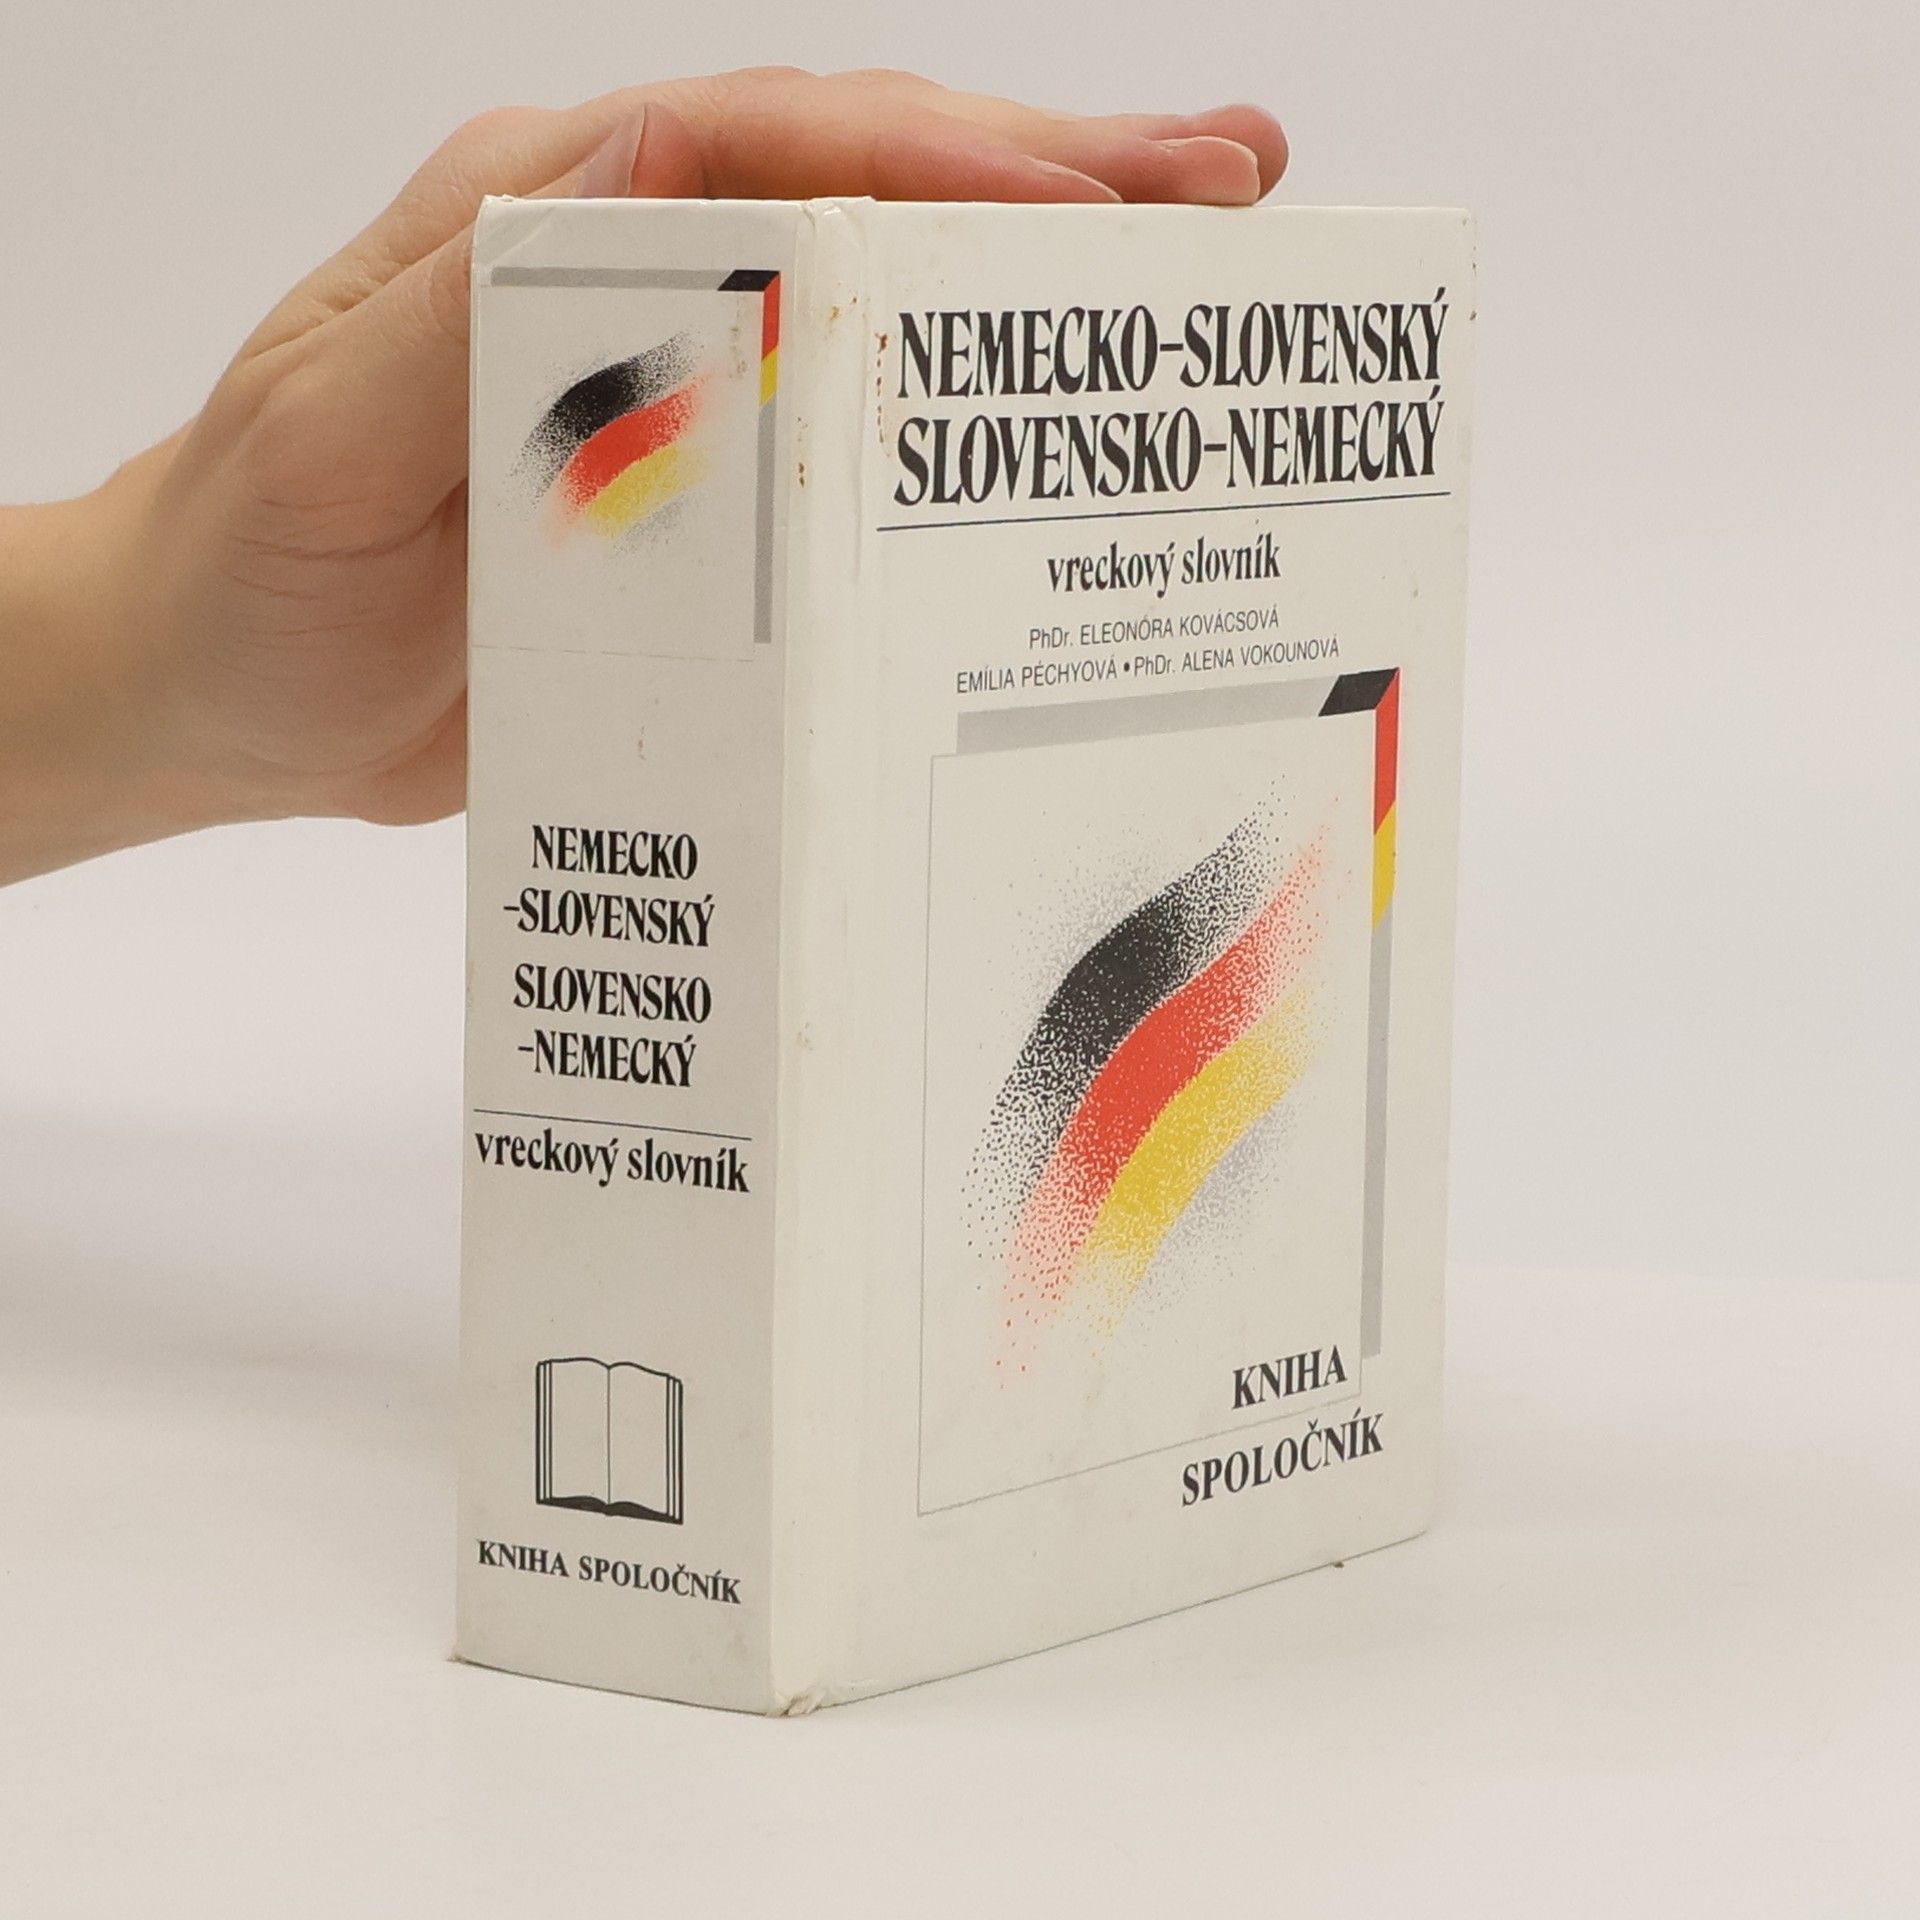 NEMECKO-SLOVENSKÝ
SLOVENSKO-NEMECKÝ
vreckový slovník
PhDr. ELEONÓRA KOVÁCSOVÁ
EMÍLIA PÉCHYOVÁ • PhDr. ALENA VOKOUNOVÁ
KNIHA
SPOLOČNÍK
NEMECKO
-SLOVENSKÝ
SLOVENSKO
-NEMECKÝ
vreckový slovník
KNIHA SPOLOČNÍK